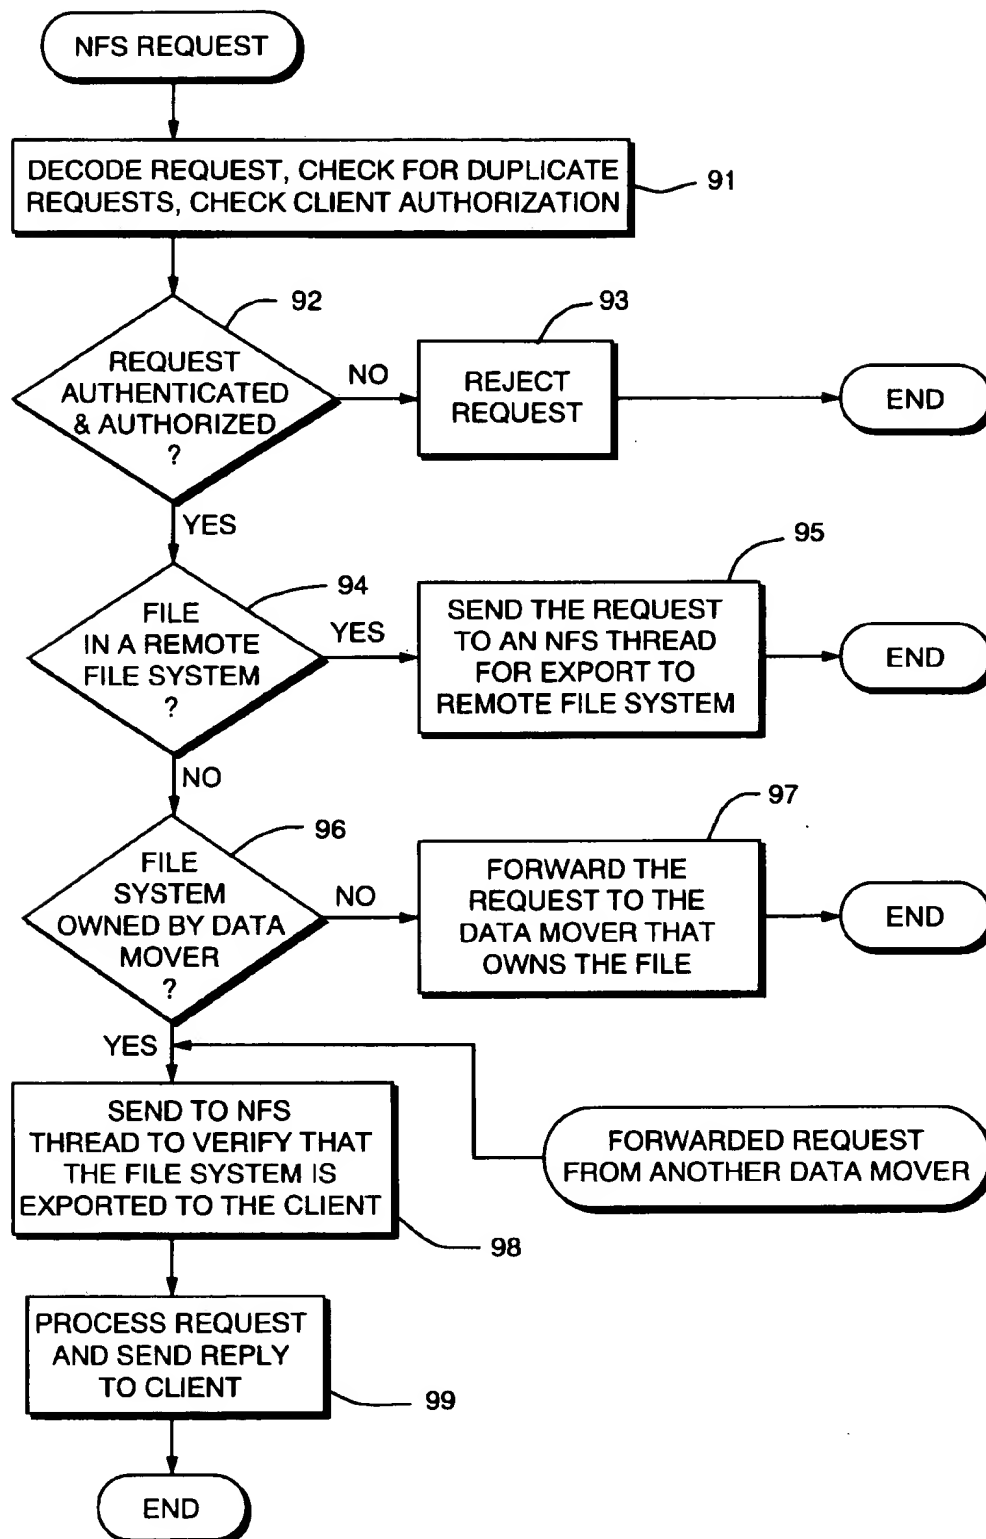 NFS REQUEST
DECODE REQUEST, CHECK FOR DUPLICATE
REQUESTS, CHECK CLIENT AUTHORIZATION
91
92
REQUEST
AUTHENTICATED
& AUTHORIZED
?
NO
93
REJECT
REQUEST
END
YES
94
FILE
IN A REMOTE
FILE SYSTEM
?
YES
95
SEND THE REQUEST
TO AN NFS THREAD
FOR EXPORT TO
REMOTE FILE SYSTEM
END
NO
96
FILE
SYSTEM
OWNED BY DATA
MOVER
?
NO
97
FORWARD THE
REQUEST TO THE
DATA MOVER THAT
OWNS THE FILE
END
YES
SEND TO NFS
THREAD TO VERIFY THAT
THE FILE SYSTEM IS
EXPORTED TO THE CLIENT
98
FORWARDED REQUEST
FROM ANOTHER DATA MOVER
PROCESS REQUEST
AND SEND REPLY
TO CLIENT
99
END